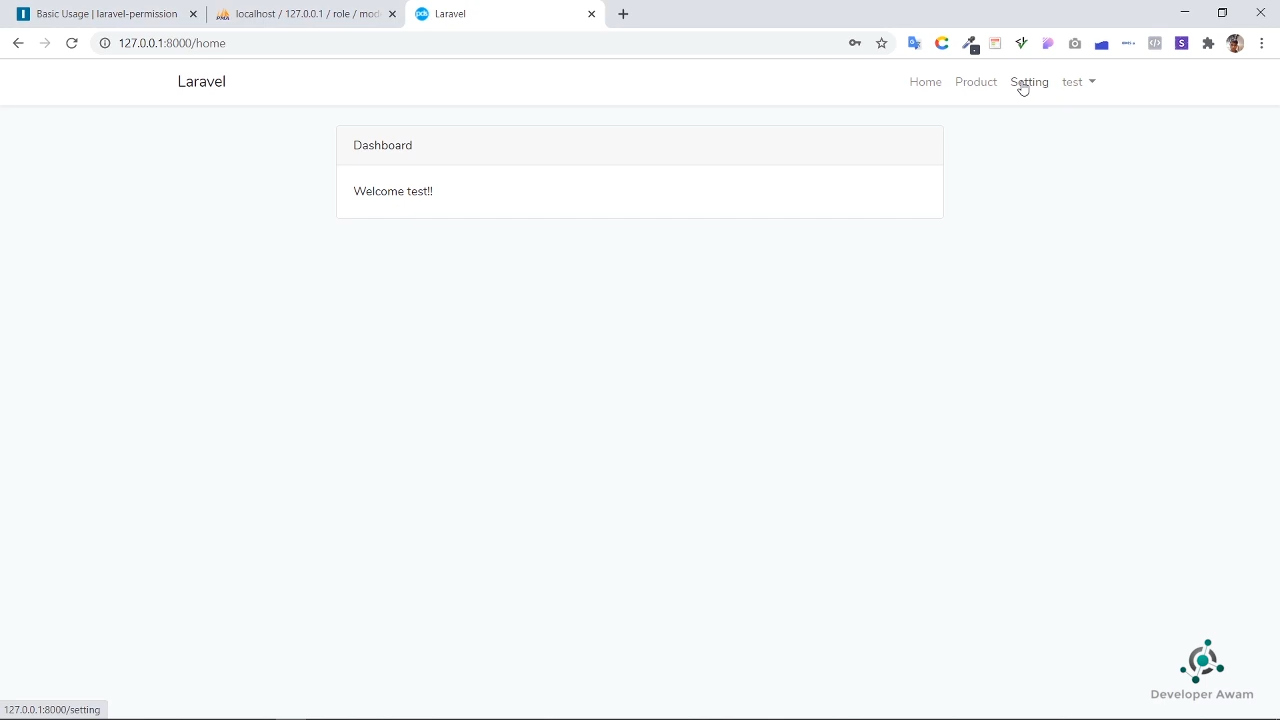 Basic Usage | laravel-permission
localhost / 127.0.0.1 / role / mod
Laravel
127.0.0.1:8000/home
Laravel
Home
Product
Setting
test
Dashboard
Welcome test!!
Developer Awam
127.0.0.1:8000/setting